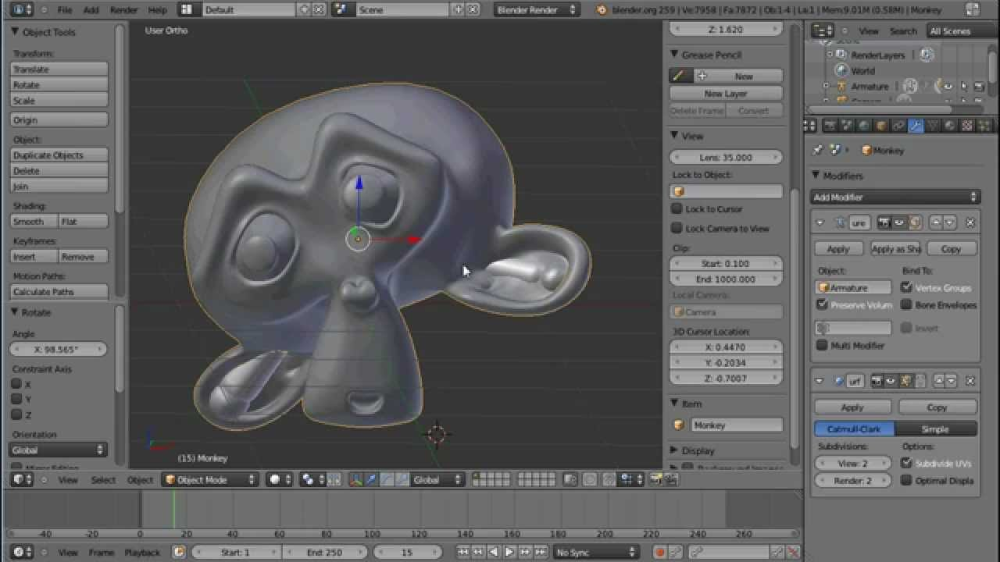 File Add Render Help Default Scene Blender Render blender.org 259 | Ve:7958 | Fa:7872 | Ob:1-4 | La:1 | Mem:9.01M (0.58M) | Monkey
Object Tools
Transform:
Translate
Rotate
Scale
Origin
Object:
Duplicate Objects
Delete
Join
Shading:
Smooth Flat
Keyframes:
Insert Remove
Motion Paths:
Calculate Paths
Rotate
Angle
X: 98.565°
Constraint Axis
X
Y
Z
Orientation
Global
User Ortho
(15) Monkey
Z: 1.620
Grease Pencil
New
New Layer
Delete Frame Convert
View
Lens: 35.000
Lock to Object:
Lock to Cursor
Lock Camera to View
Clip:
Start: 0.100
End: 1000.000
Local Camera:
Camera
3D Cursor Location:
X: 0.4470
Y: -0.2034
Z: -0.7007
Item
Monkey
Display
View Search All Scenes
RenderLayers
World
Armature
Monkey
Modifiers
Add Modifier
ure
Apply Apply as Sha Copy
Object: Bind To:
Armature Vertex Groups
Preserve Volum Bone Envelopes
Invert
Multi Modifier
urf
Apply Copy
Catmull-Clark Simple
Subdivisions: Options:
View: 2 Subdivide UVs
Render: 2 Optimal Displa
View Select Object Object Mode Global
-40 -20 0 20 40 60 80 100 120 140 160 180 200 220 240 260
View Frame Playback Start: 1 End: 250 15 No Sync